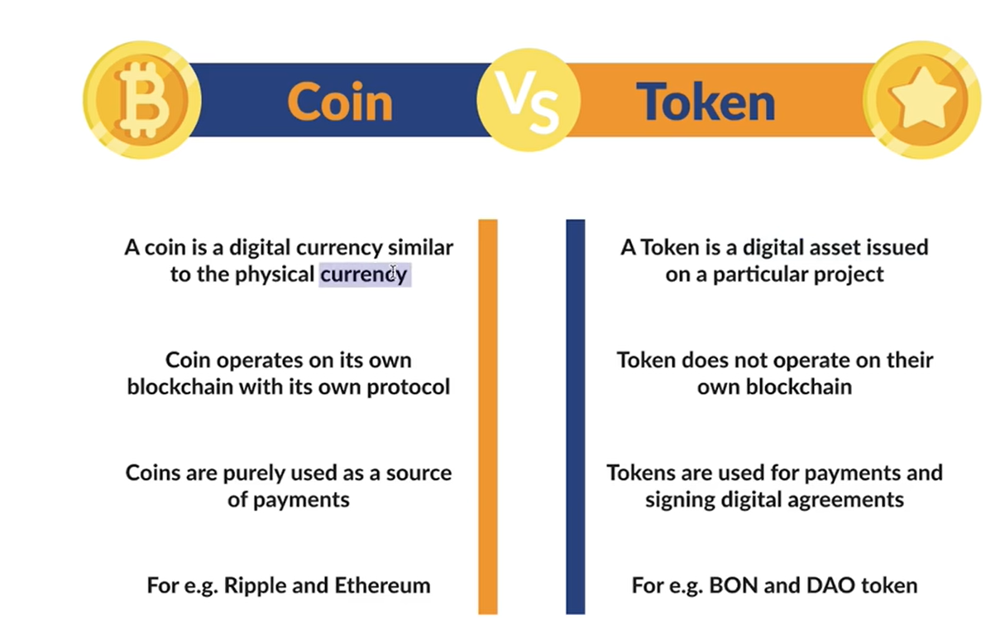 Coin
VS
Token
A coin is a digital currency similar
to the physical currency
Coin operates on its own
blockchain with its own protocol
Coins are purely used as a source
of payments
For e.g. Ripple and Ethereum
A Token is a digital asset issued
on a particular project
Token does not operate on their
own blockchain
Tokens are used for payments and
signing digital agreements
For e.g. BON and DAO token